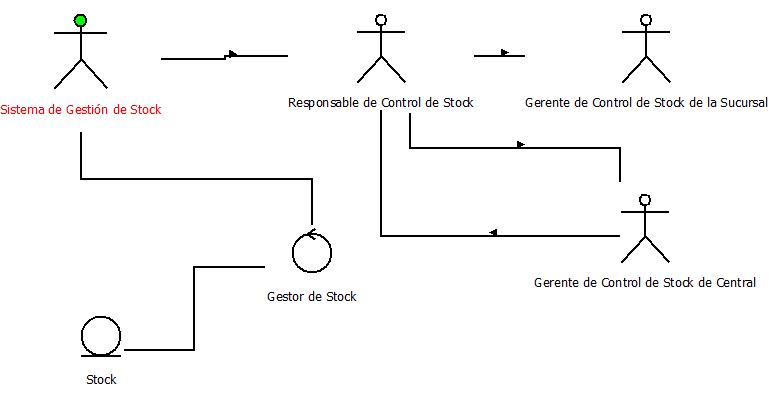 Sistema de Gestión de Stock
Responsable de Control de Stock
Gerente de Control de Stock de la Sucursal
Gerente de Control de Stock de Central
Gestor de Stock
Stock